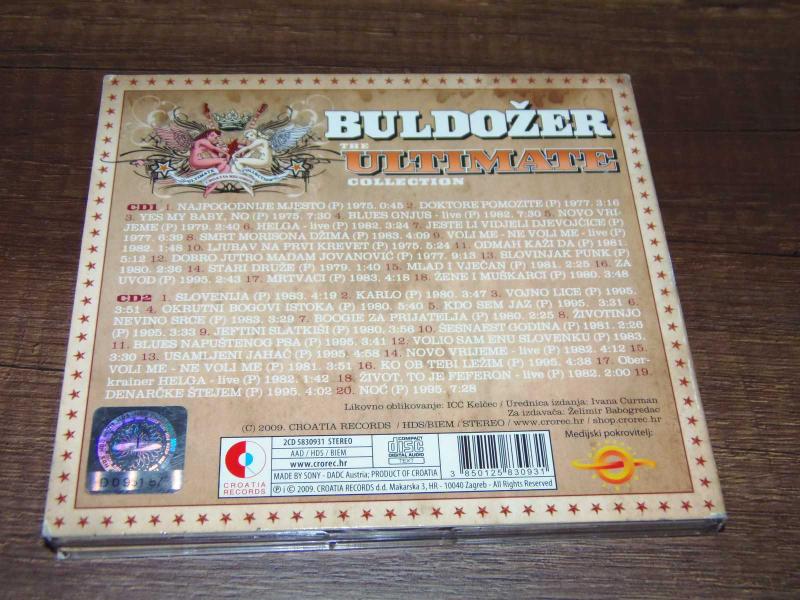 BULDOŽER
THE
ULTIMATE
COLLECTION
ULTIMATE COLLECTION
CD1 1. NAJPOGODNIJE MJESTO (P) 1975. 0:45 2. DOKTORE POMOZITE (P) 1977. 3:16
3. YES MY BABY, NO (P) 1975. 7:30 4. BLUES GNJUS - live (P) 1982. 7:30 5. NOVO VRI-
JEME (P) 1979. 2:40 6. HELGA - live (P) 1982. 3:24 7. JESTE LI VIDJELI DJEVOJČICE (P)
1977. 6:39 8. SMRT MORISONA DŽIMA (P) 1983. 4:09 9. VOLI ME - NE VOLI ME - live (P)
1982. 1:48 10. LJUBAV NA PRVI KREVET (P) 1975. 5:24 11. ODMAH KAŽI DA (P) 1981.
5:12 12. DOBRO JUTRO MADAM JOVANOVIĆ (P) 1977. 9:13 13. SLOVINJAK PUNK (P)
1980. 2:36 14. STARI DRUŽE (P) 1979. 1:40 15. MLAD I VJEČAN (P) 1981. 2:25 16. ZA
UVOD (P) 1995. 2:43 17. MRTVACI (P) 1983. 4:18 18. ŽENE I MUŠKARCI (P) 1980. 3:48
CD2 1. SLOVENIJA (P) 1983. 4:19 2. KARLO (P) 1980. 3:47 3. VOJNO LICE (P) 1995.
3:51 4. OKRUTNI BOGOVI ISTOKA (P) 1980. 5:40 5. KDO SEM JAZ (P) 1995. 3:31 6.
NEVINO SRCE (P) 1983. 3:29 7. BOOGIE ZA PRIJATELJA (P) 1980. 2:25 8. ŽIVOTINJO
(P) 1995. 3:33 9. JEFTINI SLATKIŠI (P) 1980. 3:56 10. ŠESNAEST GODINA (P) 1981. 2:26
11. BLUES NAPUŠTENOG PSA (P) 1995. 3:41 12. VOLIO SAM ENU SLOVENKU (P) 1983.
3:30 13. USAMLJENI JAHAČ (P) 1995. 4:58 14. NOVO VRIJEME - live (P) 1982. 4:12 15.
VOLI ME - NE VOLI ME (P) 1981. 3:51 16. KO OB TEBI LEŽIM (P) 1995. 4:38 17. Ober-
krainer HELGA - live (P) 1982. 1:42 18. ŽIVOT, TO JE FEFERON - live (P) 1982. 2:00 19.
DENARČKE ŠTEJEM (P) 1995. 4:02 20. NOČ (P) 1995. 7:28
Likovno oblikovanje: ICC Kelčec / Urednica izdanja: Ivana Curman
Za izdavača: Želimir Babogredac
(C) 2009. CROATIA RECORDS / HDS/BIEM / STEREO / www.crorec.hr / shop.crorec.hr
CROATIA
RECORDS
2CD 5830931 STEREO
AAD / HDS / BIEM
www.crorec.hr
MADE BY SONY - DADC Austria; PRODUCT OF CROATIA
(P) i (C) 2009. CROATIA RECORDS d.d. Makarska 3, HR - 10040 Zagreb - All Rights Reserved
COMPACT
disc
DIGITAL AUDIO
TEXT
3 850125 830931
Medijski pokrovitelj: